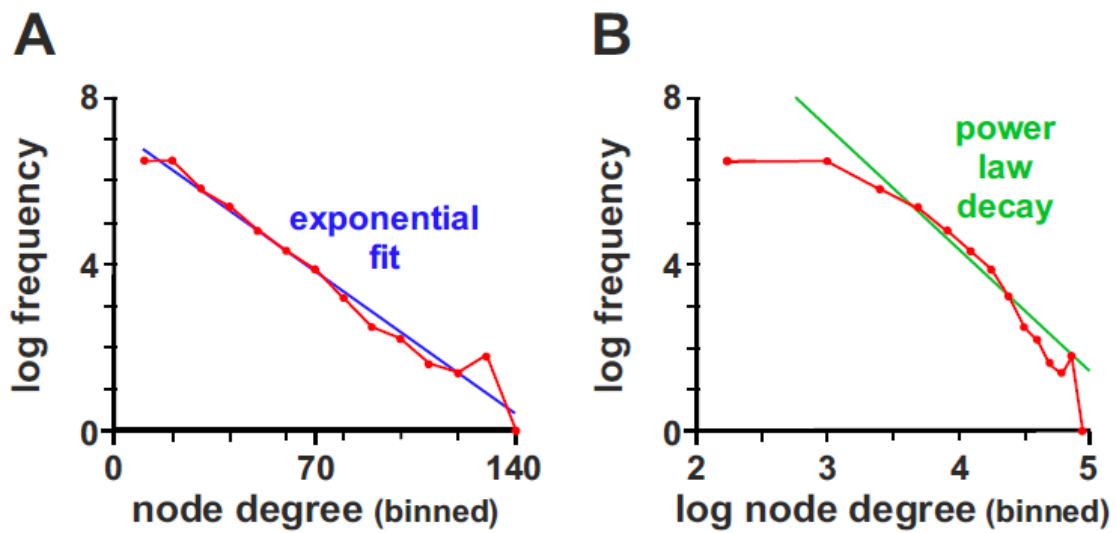 A
8
4
0
log frequency
exponential
fit
0 70 140
node degree (binned)
B
8
4
0
log frequency
power
law
decay
2 3 4 5
log node degree (binned)